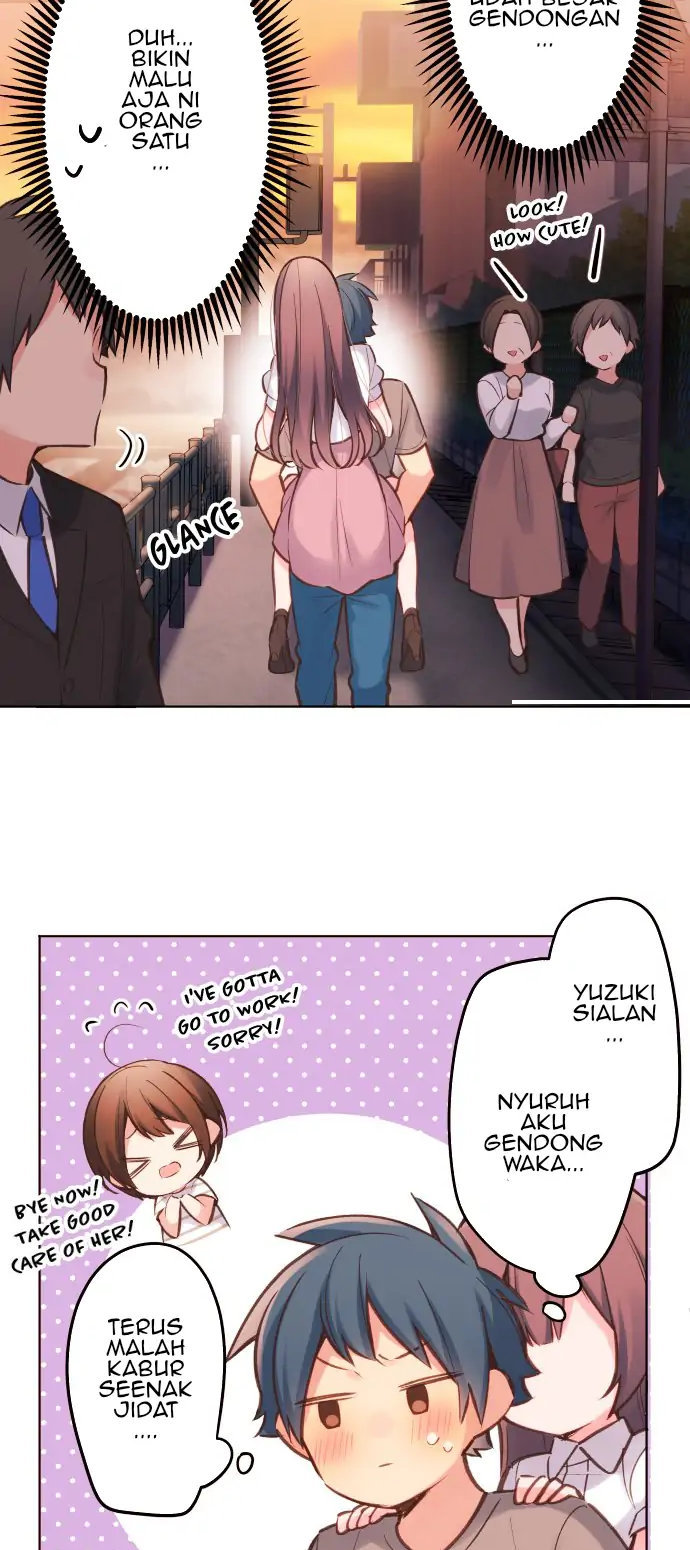 UDAH BESAR
GENDONGAN
...
DUH...
BIKIN
MALU
AJA NI
ORANG
SATU
...
LOOK!
HOW CUTE!
GLANCE
YUZUKI
SIALAN
...
NYURUH
AKU
GENDONG
WAKA...
I'VE GOTTA
GO TO WORK!
SORRY!
BYE NOW!
TAKE GOOD
CARE OF HER!
TERUS
MALAH
KABUR
SEENAK
JIDAT
....